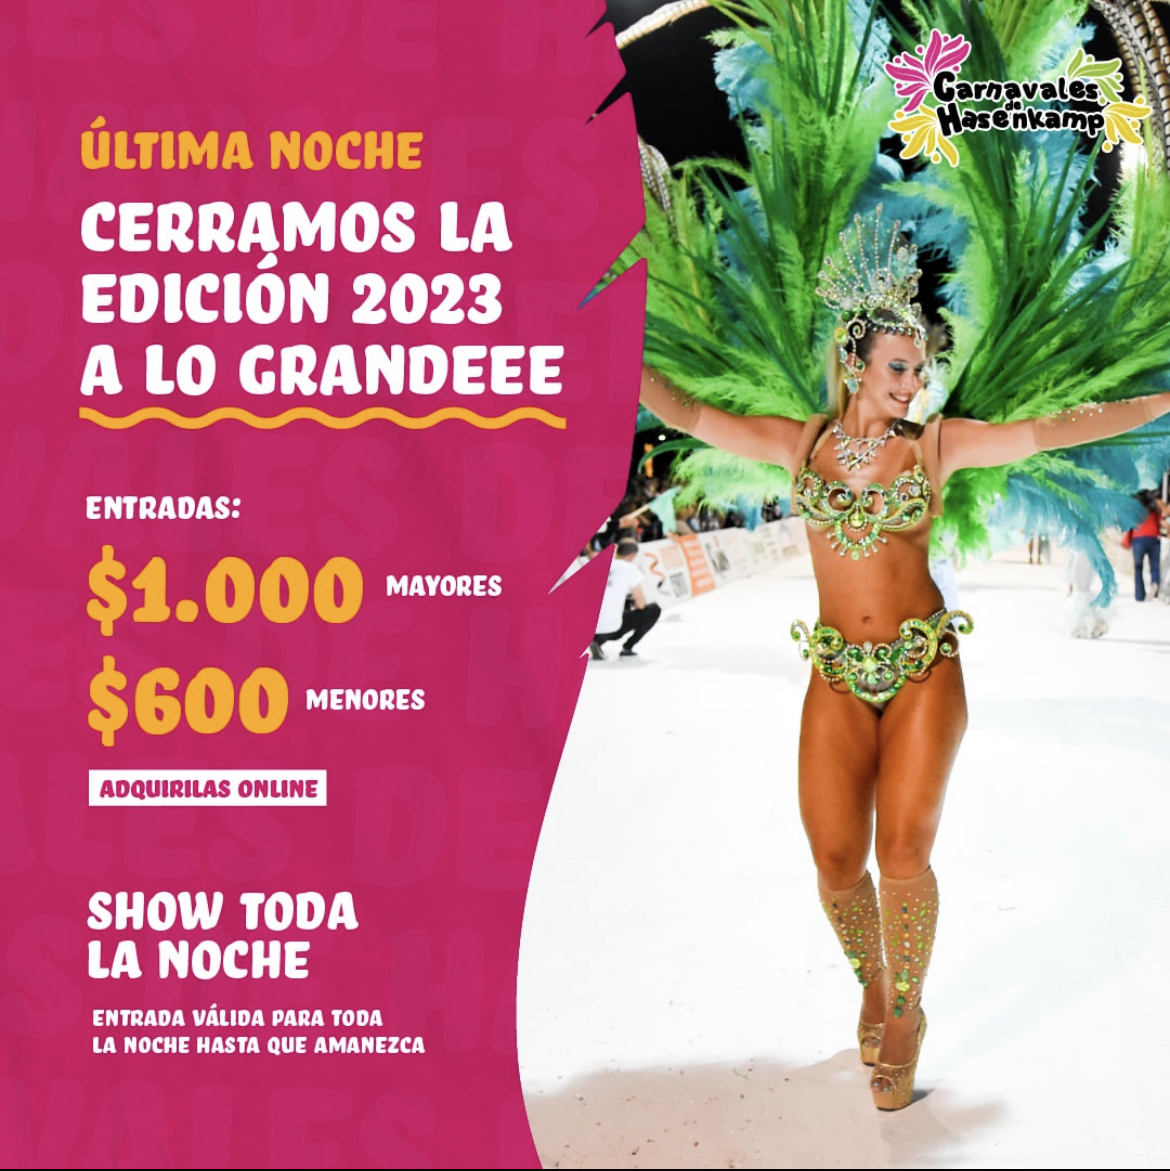 Carnavales
de
Hasenkamp
ÚLTIMA NOCHE
CERRAMOS LA
EDICIÓN 2023
A LO GRANDEEE
ENTRADAS:
$1.000 MAYORES
$600 MENORES
ADQUIRILAS ONLINE
SHOW TODA
LA NOCHE
ENTRADA VÁLIDA PARA TODA
LA NOCHE HASTA QUE AMANEZCA